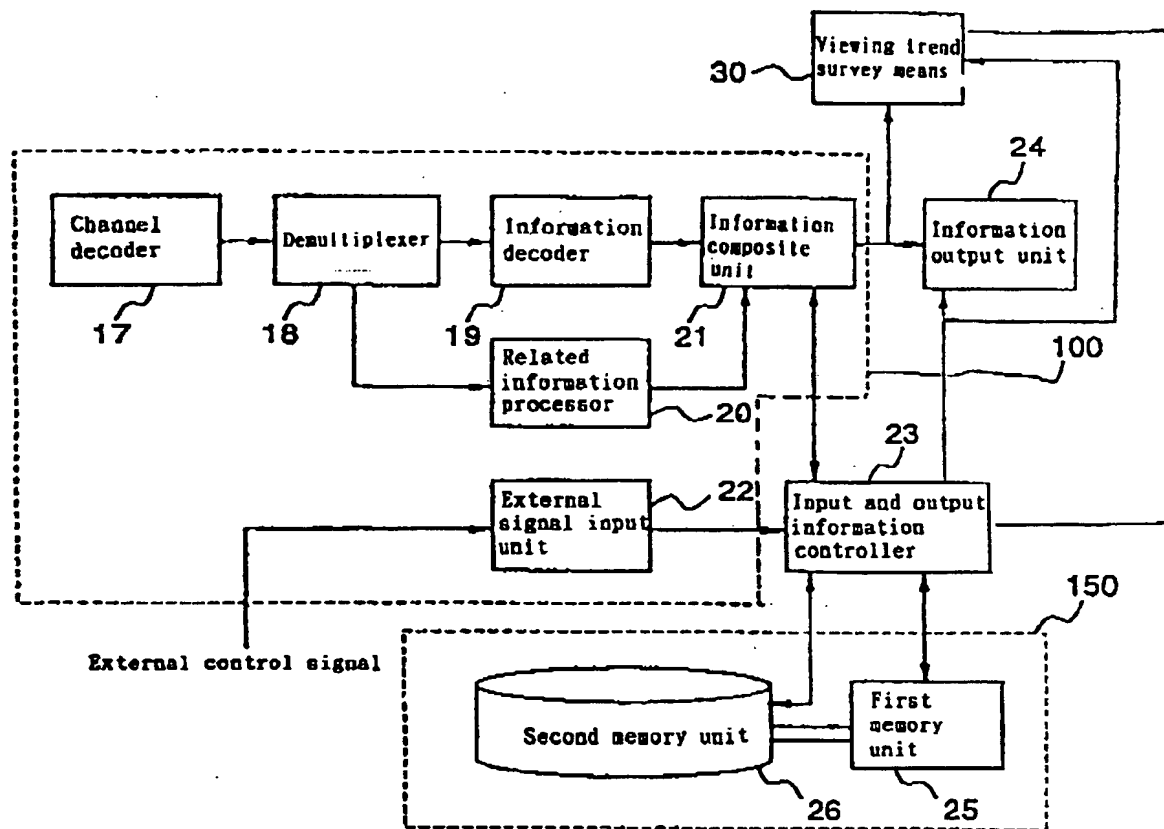 Viewing trend
survey means
30
24
Channel
decoder
Demultiplexer
Information
decoder
Information
composite
unit
Information
output unit
17
18
19
21
100
Related
information
processor
20
23
22
External
signal input
unit
Input and output
information
controller
150
External control signal
Second memory unit
First
memory
unit
26
25